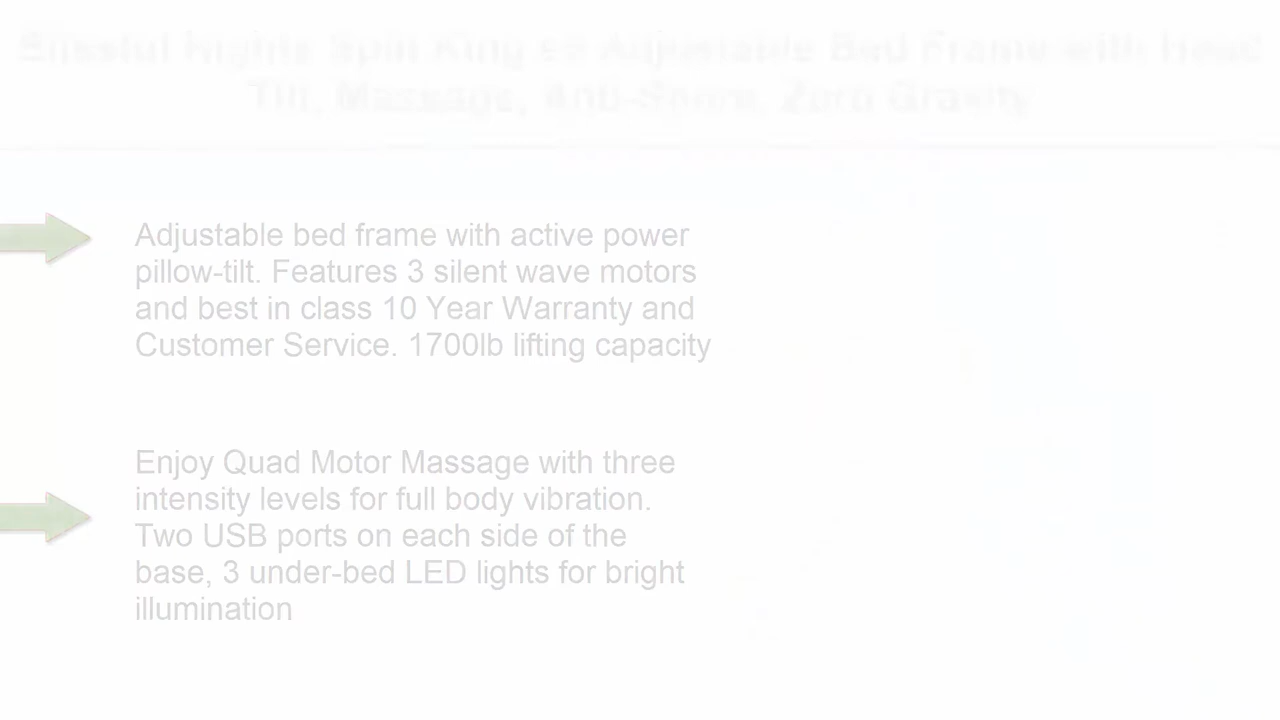 Nights Split King Adjustable Bed Frame with Head
Tilt, Massage, Anti-Snore, Zero Gravity
Adjustable bed frame with active power
pillow-tilt. Features 3 silent wave motors
and best in class 10 Year Warranty and
Customer Service. 1700lb lifting capacity
Enjoy Quad Motor Massage with three
intensity levels for full body vibration.
Two USB ports on each side of the
base, 3 under-bed LED lights for bright
illumination